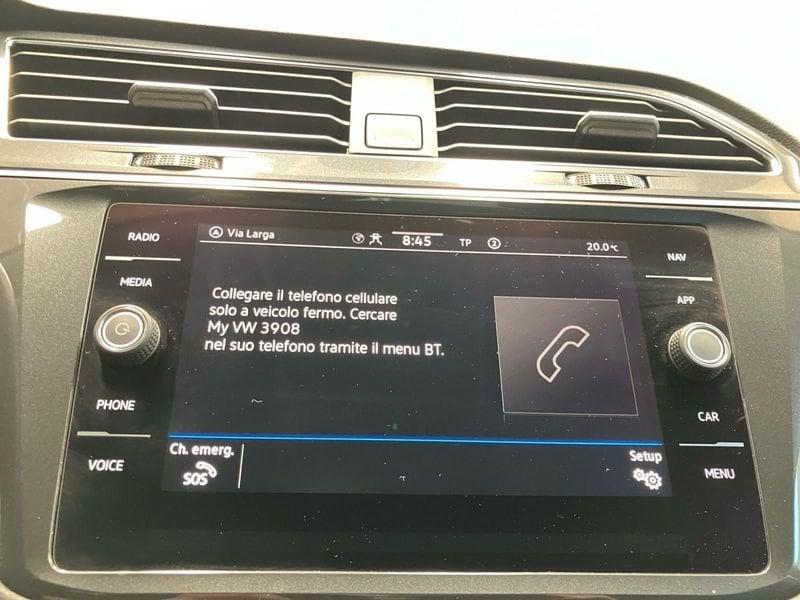 RADIO
MEDIA
PHONE
VOICE
Via Larga
8:45
TP
2
20.0°C
Collegare il telefono cellulare
solo a veicolo fermo. Cercare
My VW 3908
nel suo telefono tramite il menu BT.
Ch. emerg.
SOS
Setup
NAV
APP
CAR
MENU